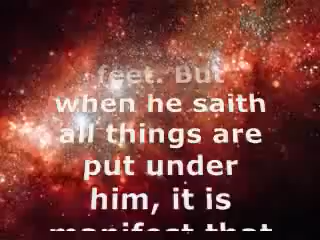 feet. But
when he saith
all things are
put under
him, it is
manifest that